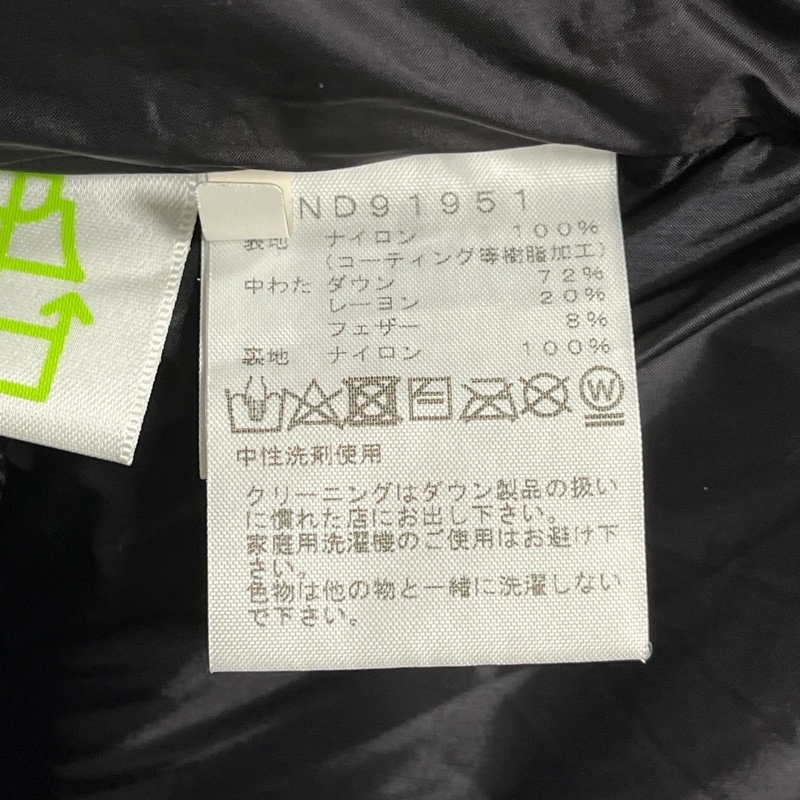 ND91951
表地 ナイロン 100%
(コーティング等樹脂加工)
中わた ダウン 72%
レーヨン 20%
フェザー 8%
裏地 ナイロン 100%
W
中性洗剤使用
クリーニングはダウン製品の扱い
に慣れた店にお出し下さい。
家庭用洗濯機のご使用はお避け下
さい。
色物は他の物と一緒に洗濯しない
で下さい。